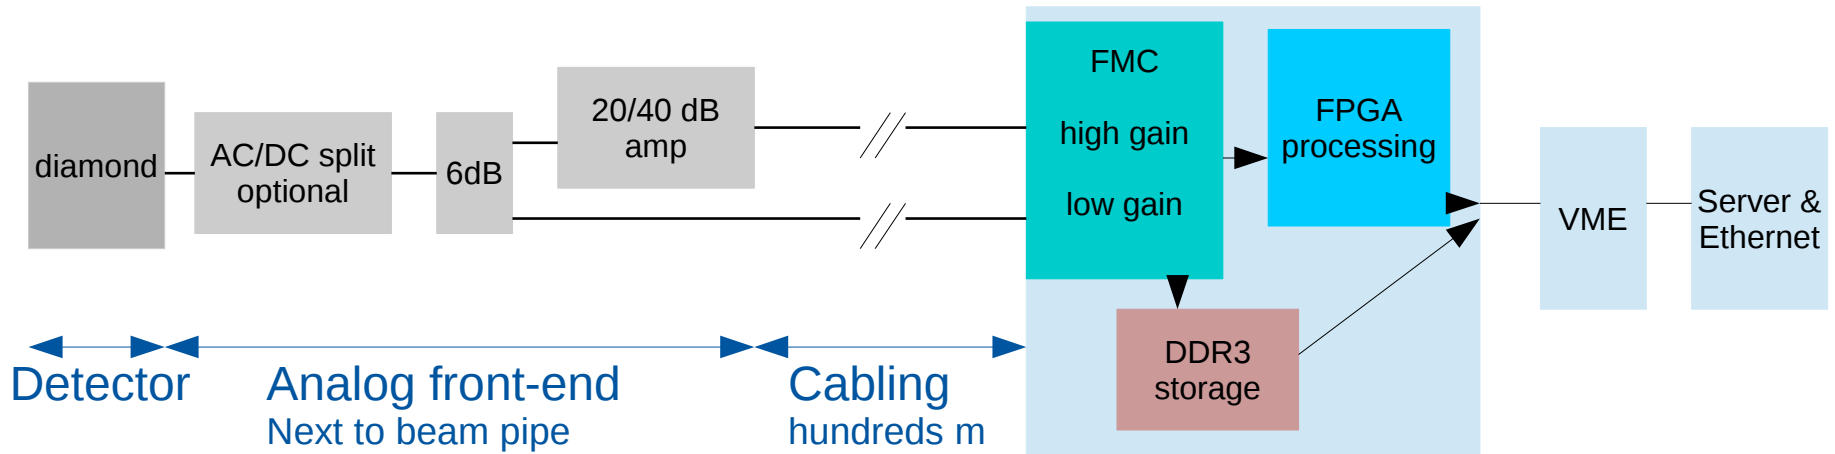 diamond
AC/DC split
optional
6dB
20/40 dB
amp
FMC
high gain
low gain
FPGA
processing
DDR3
storage
VME
Server &
Ethernet
Detector
Analog front-end
Next to beam pipe
Cabling
hundreds m